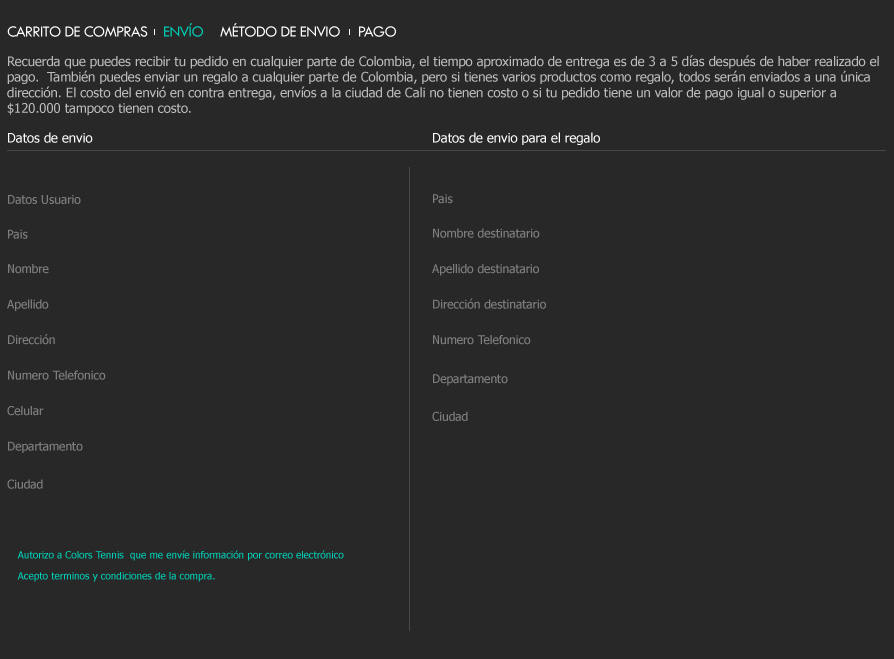 CARRITO DE COMPRAS ENVÍO MÉTODO DE ENVIO PAGO
Recuerda que puedes recibir tu pedido en cualquier parte de Colombia, el tiempo aproximado de entrega es de 3 a 5 días después de haber realizado el
pago.  También puedes enviar un regalo a cualquier parte de Colombia, pero si tienes varios productos como regalo, todos serán enviados a una única
dirección. El costo del envió en contra entrega, envíos a la ciudad de Cali no tienen costo o si tu pedido tiene un valor de pago igual o superior a
$120.000 tampoco tienen costo.
Datos de envio
Datos Usuario
Pais
Nombre
Apellido
Dirección
Numero Telefonico
Celular
Departamento
Ciudad
Autorizo a Colors Tennis  que me envíe información por correo electrónico
Acepto terminos y condiciones de la compra.
Datos de envio para el regalo
Pais
Nombre destinatario
Apellido destinatario
Dirección destinatario
Numero Telefonico
Departamento
Ciudad